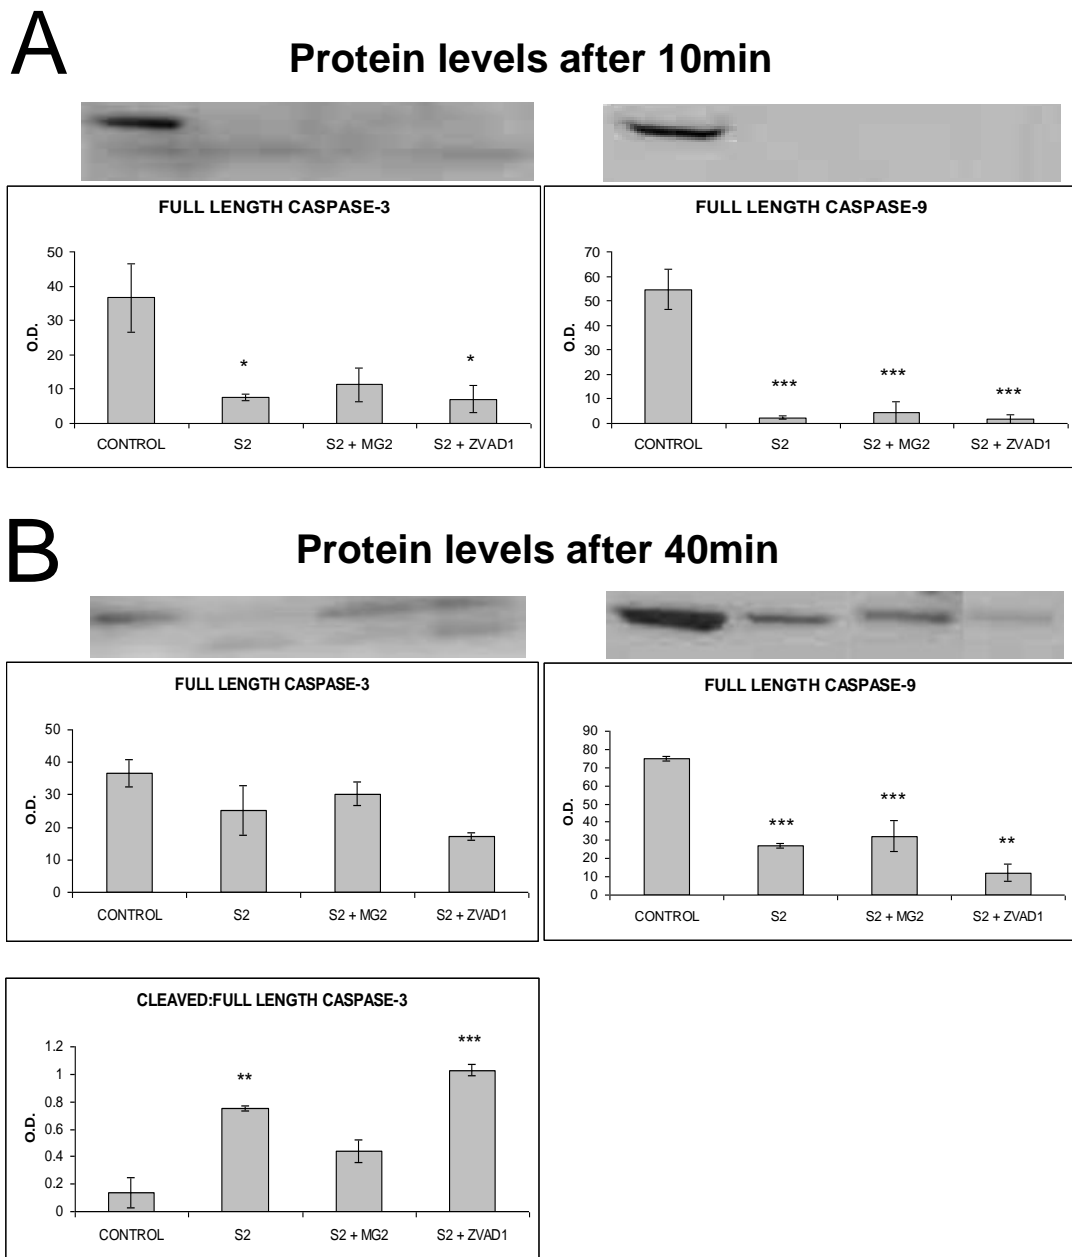 A
Protein levels after 10min
FULL LENGTH CASPASE-3
50
40
30
20
10
0
O.D.
*
*
CONTROL S2 S2 + MG2 S2 + ZVAD1
FULL LENGTH CASPASE-9
70
60
50
40
30
20
10
0
O.D.
***
***
***
CONTROL S2 S2 + MG2 S2 + ZVAD1
B
Protein levels after 40min
FULL LENGTH CASPASE-3
50
40
30
20
10
0
O.D.
CONTROL S2 S2 + MG2 S2 + ZVAD1
FULL LENGTH CASPASE-9
90
80
70
60
50
40
30
20
10
0
O.D.
***
***
**
CONTROL S2 S2 + MG2 S2 + ZVAD1
CLEAVED:FULL LENGTH CASPASE-3
1.2
1
0.8
0.6
0.4
0.2
0
O.D.
**
***
CONTROL S2 S2 + MG2 S2 + ZVAD1